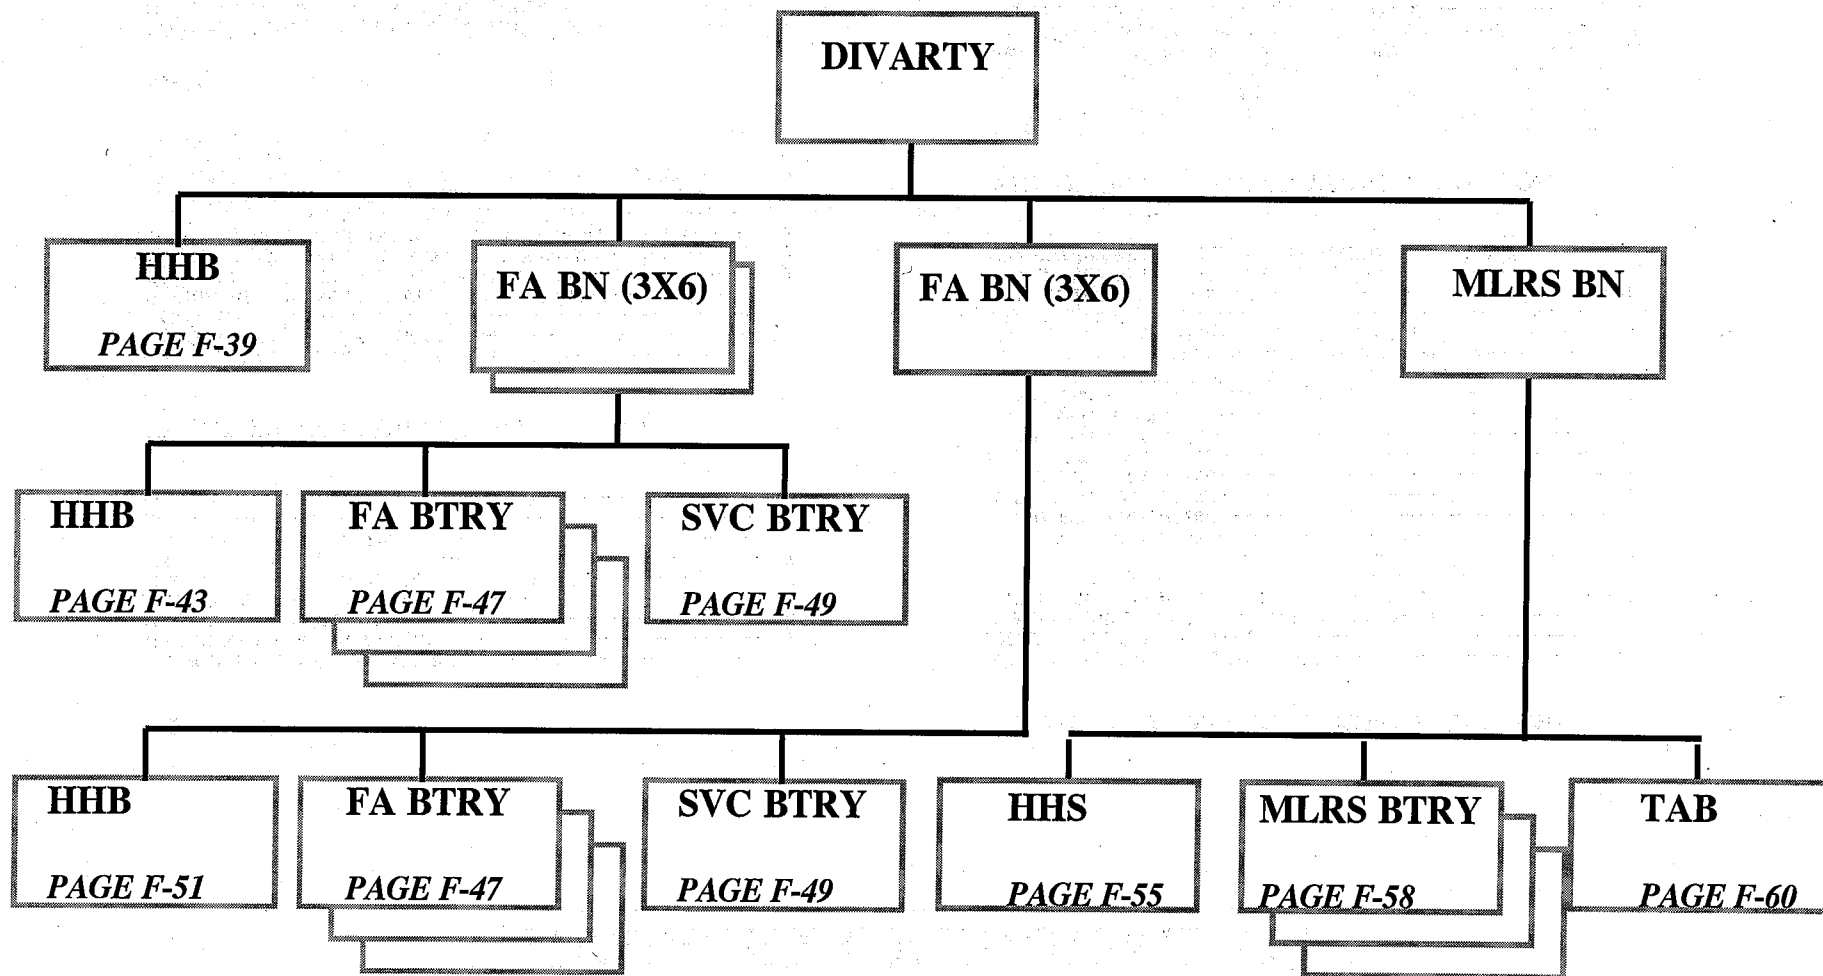 DIVARTY
HHB
PAGE F-39
FA BN (3X6)
FA BN (3X6)
MLRS BN
HHB
PAGE F-43
FA BTRY
PAGE F-47
SVC BTRY
PAGE F-49
HHB
PAGE F-51
FA BTRY
PAGE F-47
SVC BTRY
PAGE F-49
HHS
PAGE F-55
MLRS BTRY
PAGE F-58
TAB
PAGE F-60